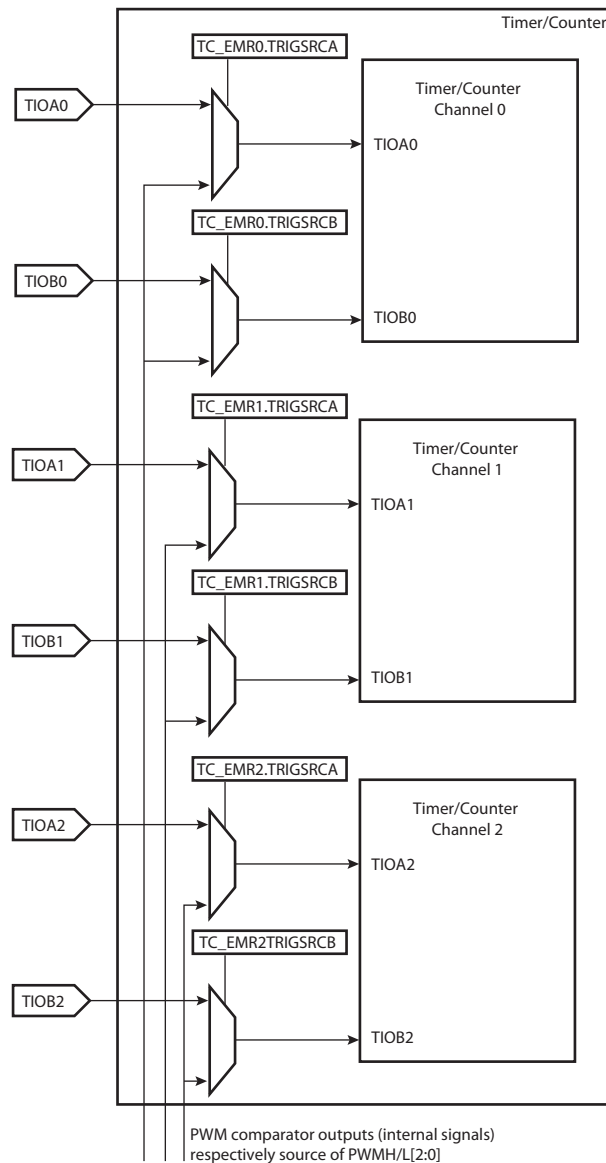 Timer/Counter
TC_EMR0.TRIGSRCA
Timer/Counter
Channel 0
TIOA0
TIOA0
TC_EMR0.TRIGSRCB
TIOB0
TIOB0
TC_EMR1.TRIGSRCA
Timer/Counter
Channel 1
TIOA1
TIOA1
TC_EMR1.TRIGSRCB
TIOB1
TIOB1
TC_EMR2.TRIGSRCA
Timer/Counter
Channel 2
TIOA2
TIOA2
TC_EMR2TRIGSRCB
TIOB2
TIOB2
PWM comparator outputs (internal signals)
respectively source of PWMH/L[2:0]